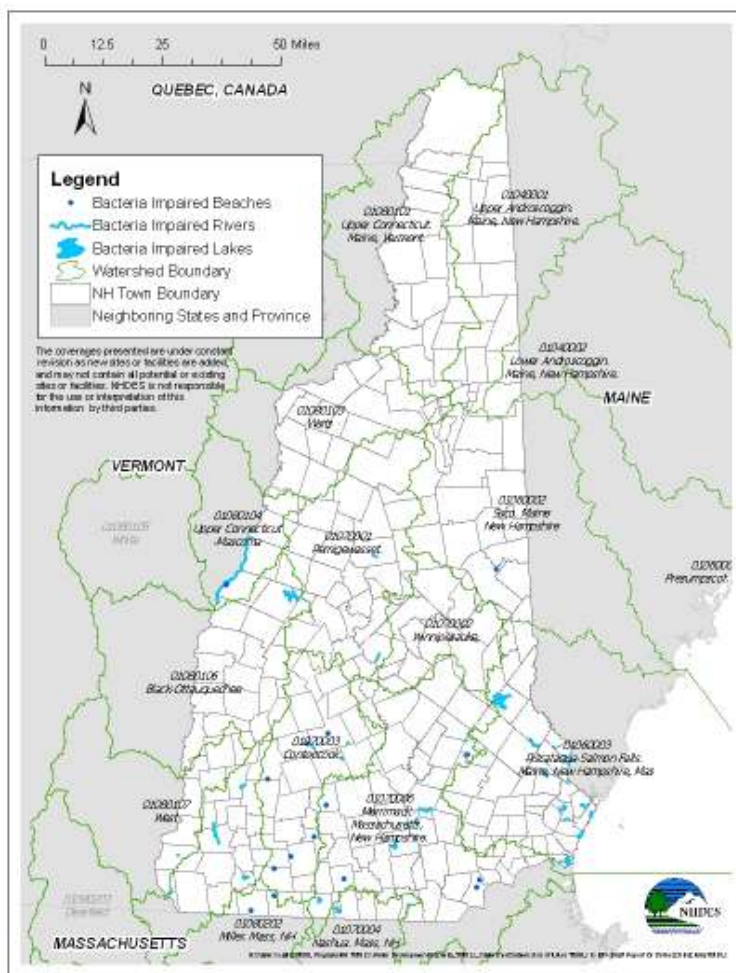 0 12.5 25 50 Miles
N
QUEBEC, CANADA
Legend
Bacteria Impaired Beaches
Bacteria Impaired Rivers
Bacteria Impaired Lakes
Watershed Boundary
NH Town Boundary
Neighboring States and Province
The coverages presented are under constant
revision as new sites or facilities are added,
and may not contain all potential or existing
sites or facilities. NHDES is not responsible
for the use or interpretation of this
information by third parties.
01080101
Upper Connecticut
Maine, Vermont
01040001
Upper Androscoggin.
Maine, New Hampshire.
01040002
Lower Androscoggin.
Maine, New Hampshire.
MAINE
01080103
VERMONT
01080104
Upper Connecticut
Mascoma
01080105
White
01070001
Pemigewasset
01060002
Saco. Maine
New Hampshire
Presumpscot
01070002
Winnipesaukee
01080106
Black-Ottauquechee
01070003
Contoocook
01060003
Piscataqua-Salmon Falls
Maine, New Hampshire, Mas
01080107
West
01070006
Merrimack
Massachusetts,
New Hampshire.
Deerfield
01080202
Miller. Mass, NH
01070004
Nashua. Mass, NH
MASSACHUSETTS
NHDES